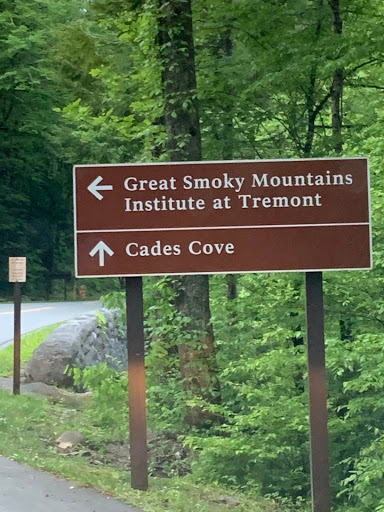 Great Smoky Mountains
Institute at Tremont
Cades Cove